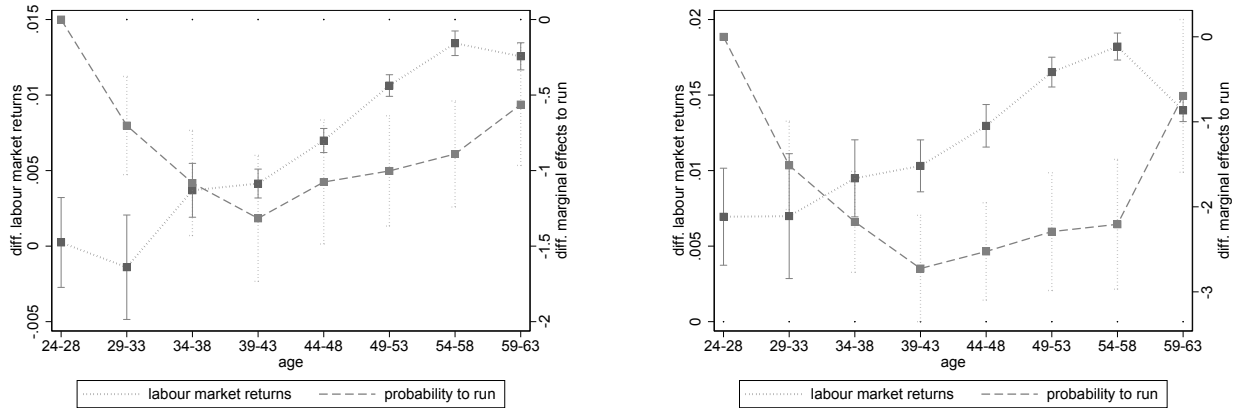 diff. labour market returns
.015
.01
.005
0
-.005
0
-.5
-1
-1.5
-2
diff. marginal effects to run
24-28 29-33 34-38 39-43 44-48 49-53 54-58 59-63
age
labour market returns probability to run
diff. labour market returns
.02
.015
.01
.005
0
0
-1
-2
-3
diff. marginal effects to run
24-28 29-33 34-38 39-43 44-48 49-53 54-58 59-63
age
labour market returns probability to run